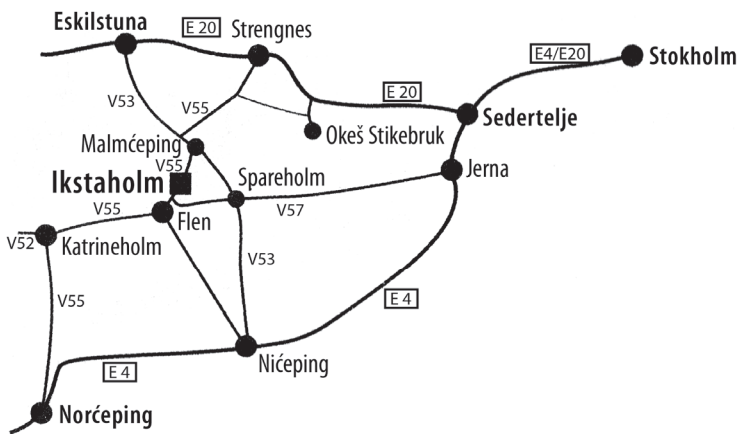 Eskilstuna
E 20
Strengnes
E4/E20
Stokholm
V53
V55
E 20
Sedertelje
Okeš Stikebruk
Malmćeping
V55
Ikstaholm
Spareholm
Jerna
V55
Flen
V57
V52
Katrineholm
V53
V55
E 4
E 4
Nićeping
Norćeping